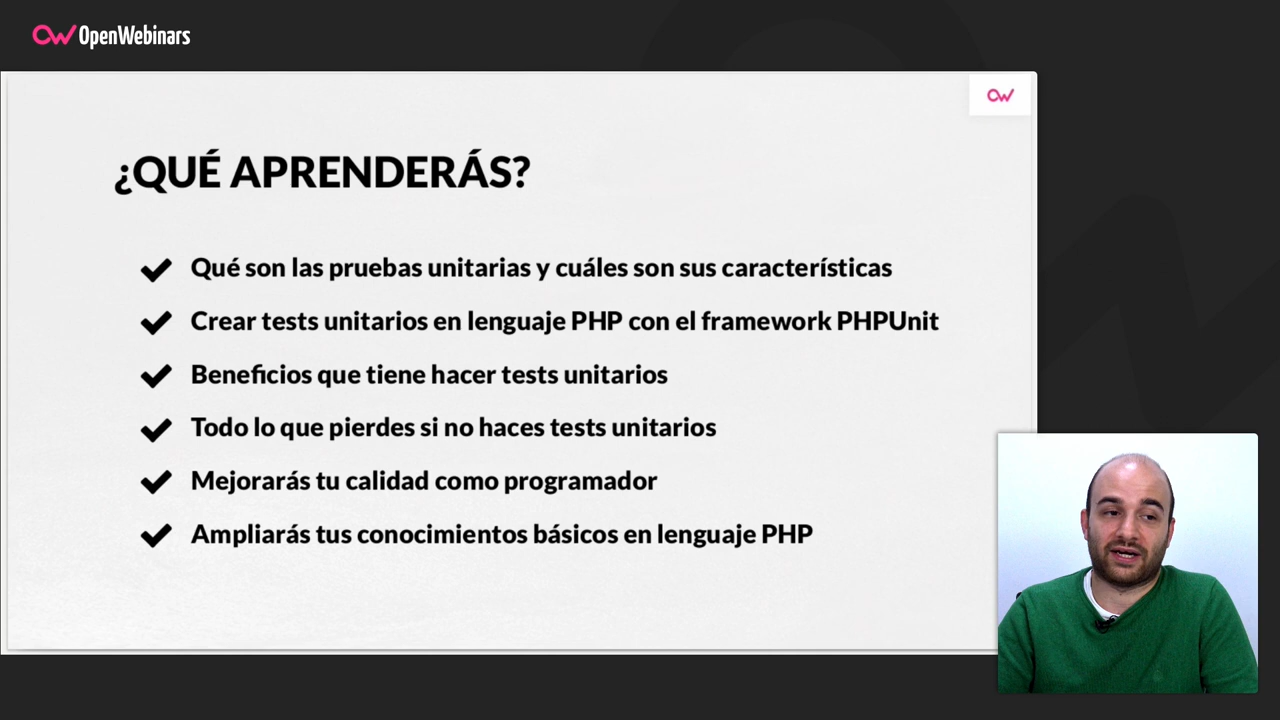 OpenWebinars
¿QUÉ APRENDERÁS?
Qué son las pruebas unitarias y cuáles son sus características
Crear tests unitarios en lenguaje PHP con el framework PHPUnit
Beneficios que tiene hacer tests unitarios
Todo lo que pierdes si no haces tests unitarios
Mejorarás tu calidad como programador
Ampliarás tus conocimientos básicos en lenguaje PHP